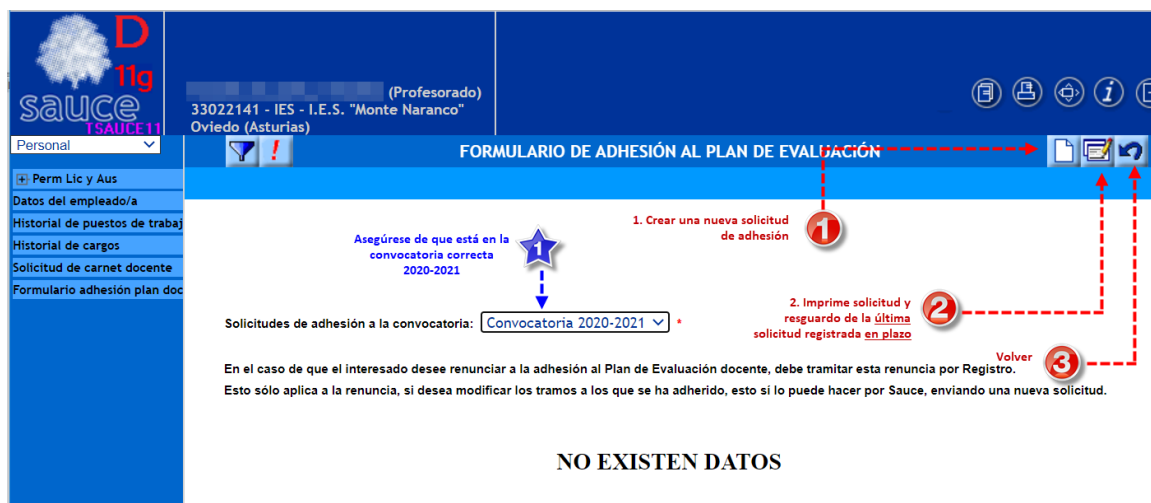 D
11g
sauce
TSAUCE11
(Profesorado)
33022141 - IES - I.E.S. "Monte Naranco"
Oviedo (Asturias)
Personal
Perm Lic y Aus
Datos del empleado/a
Historial de puestos de trabaj
Historial de cargos
Solicitud de carnet docente
Formulario adhesión plan doc
FORMULARIO DE ADHESIÓN AL PLAN DE EVALUACIÓN
1. Crear una nueva solicitud
de adhesión
1
Asegúrese de que está en la
convocatoria correcta
2020-2021
1
Solicitudes de adhesión a la convocatoria: Convocatoria 2020-2021 *
2. Imprime solicitud y
resguardo de la última
solicitud registrada en plazo
2
Volver
3
En el caso de que el interesado desee renunciar a la adhesión al Plan de Evaluación docente, debe tramitar esta renuncia por Registro.
Esto sólo aplica a la renuncia, si desea modificar los tramos a los que se ha adherido, esto sí lo puede hacer por Sauce, enviando una nueva solicitud.
NO EXISTEN DATOS